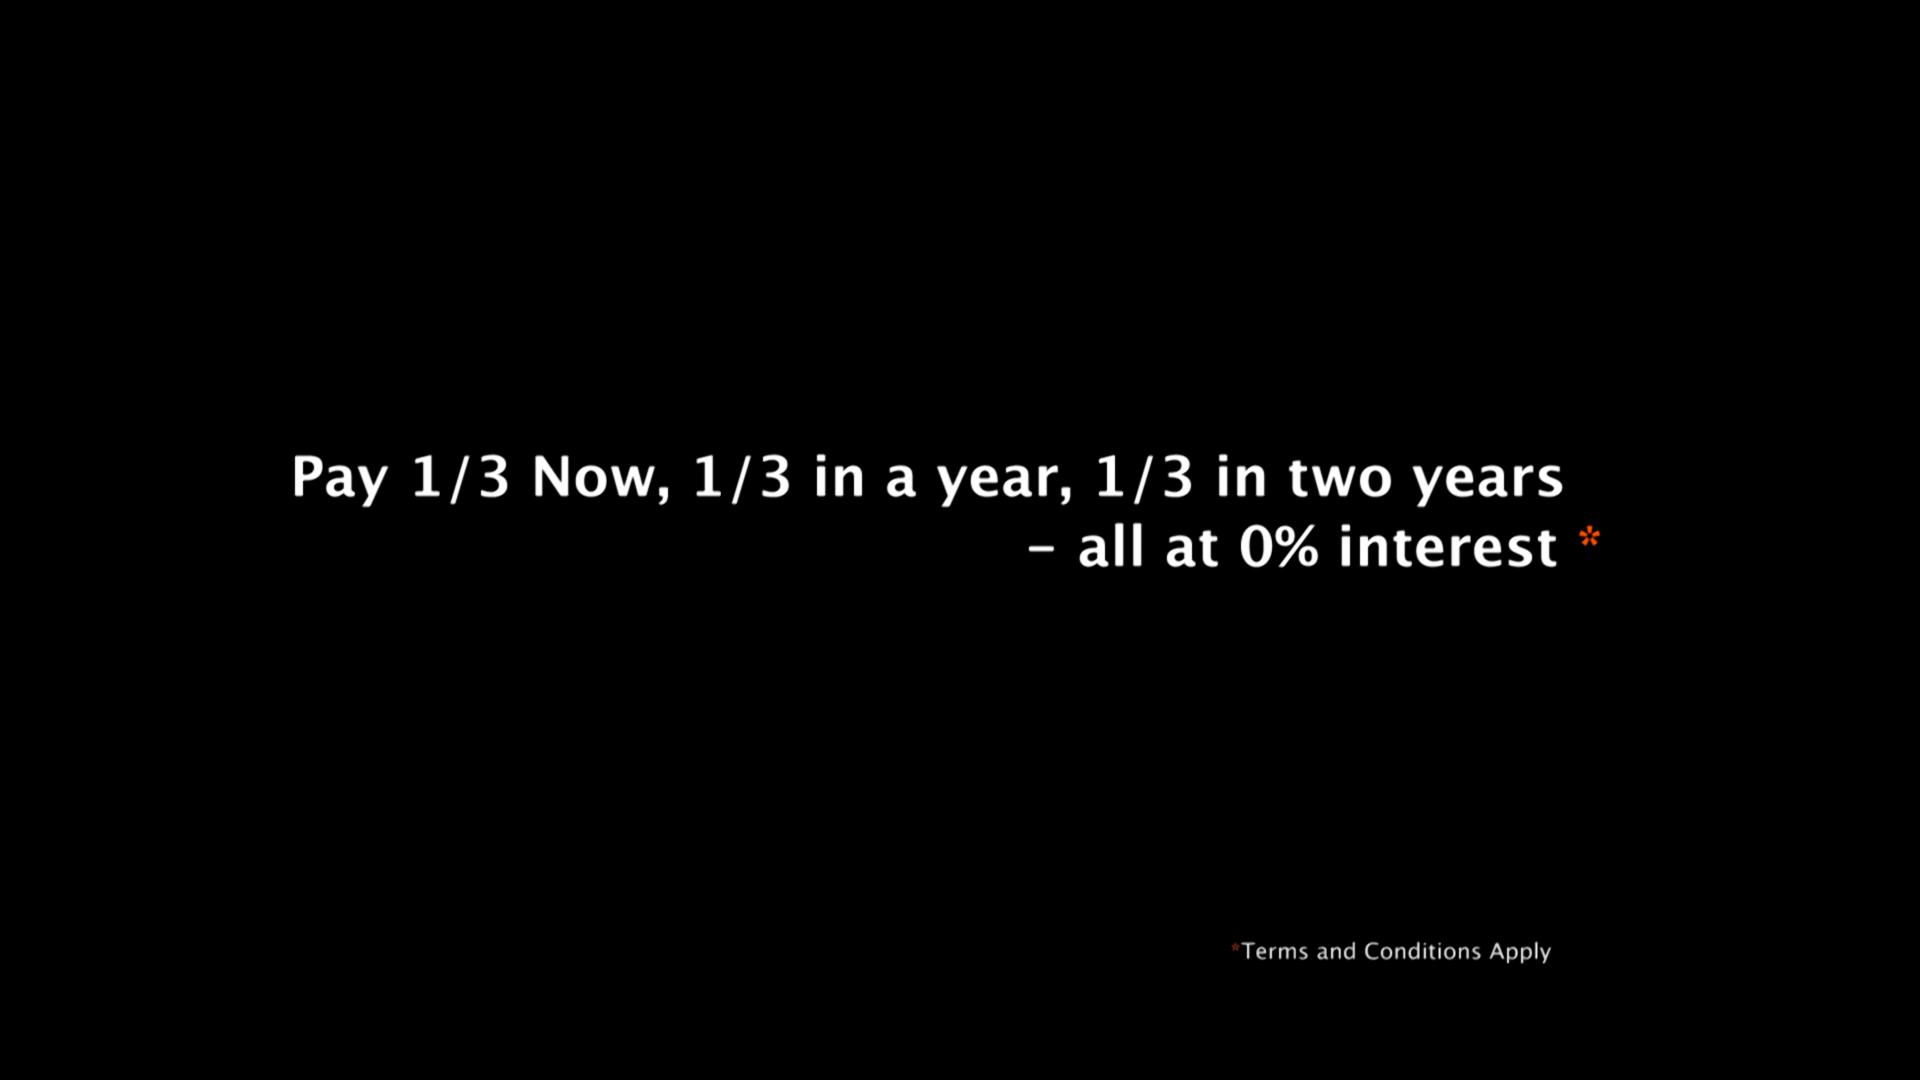 Pay 1/3 Now, 1/3 in a year, 1/3 in two years
– all at 0% interest *
*Terms and Conditions Apply